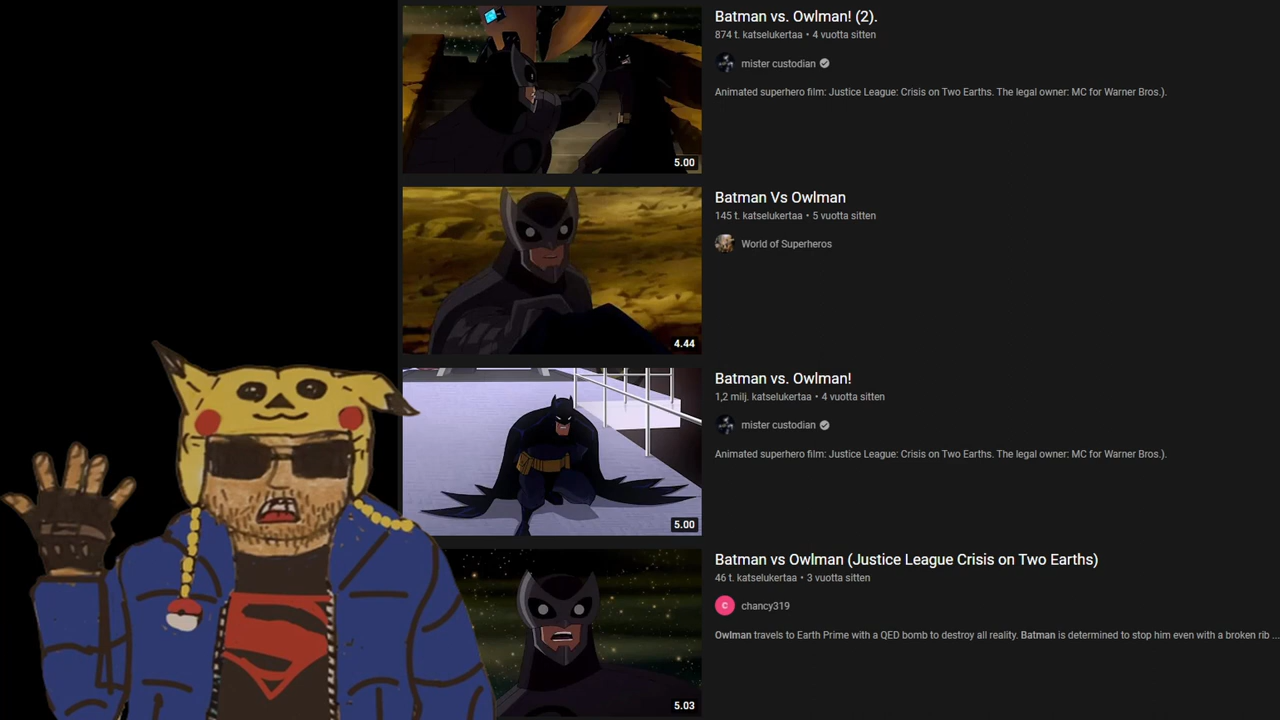 Batman vs. Owlman! (2).
874 t. katselukertaa • 4 vuotta sitten
mister custodian
Animated superhero film: Justice League: Crisis on Two Earths. The legal owner: MC for Warner Bros.).
5.00
Batman Vs Owlman
145 t. katselukertaa • 5 vuotta sitten
World of Superheros
4.44
Batman vs. Owlman!
1,2 milj. katselukertaa • 4 vuotta sitten
mister custodian
Animated superhero film: Justice League: Crisis on Two Earths. The legal owner: MC for Warner Bros.).
5.00
Batman vs Owlman (Justice League Crisis on Two Earths)
46 t. katselukertaa • 3 vuotta sitten
C chancy319
Owlman travels to Earth Prime with a QED bomb to destroy all reality. Batman is determined to stop him even with a broken rib ...
5.03